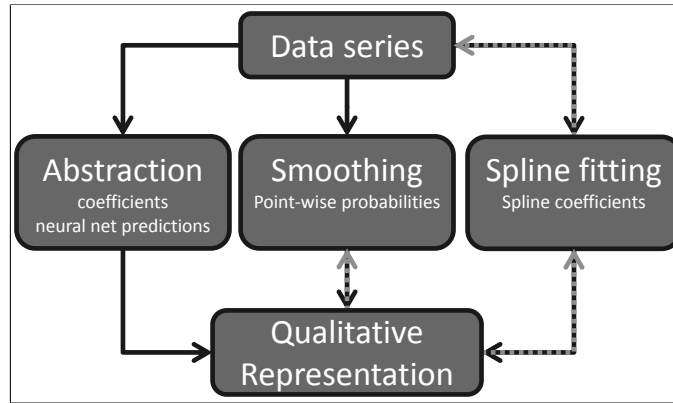 Data series
Abstraction
coefficients
neural net predictions
Smoothing
Point-wise probabilities
Spline fitting
Spline coefficients
Qualitative
Representation